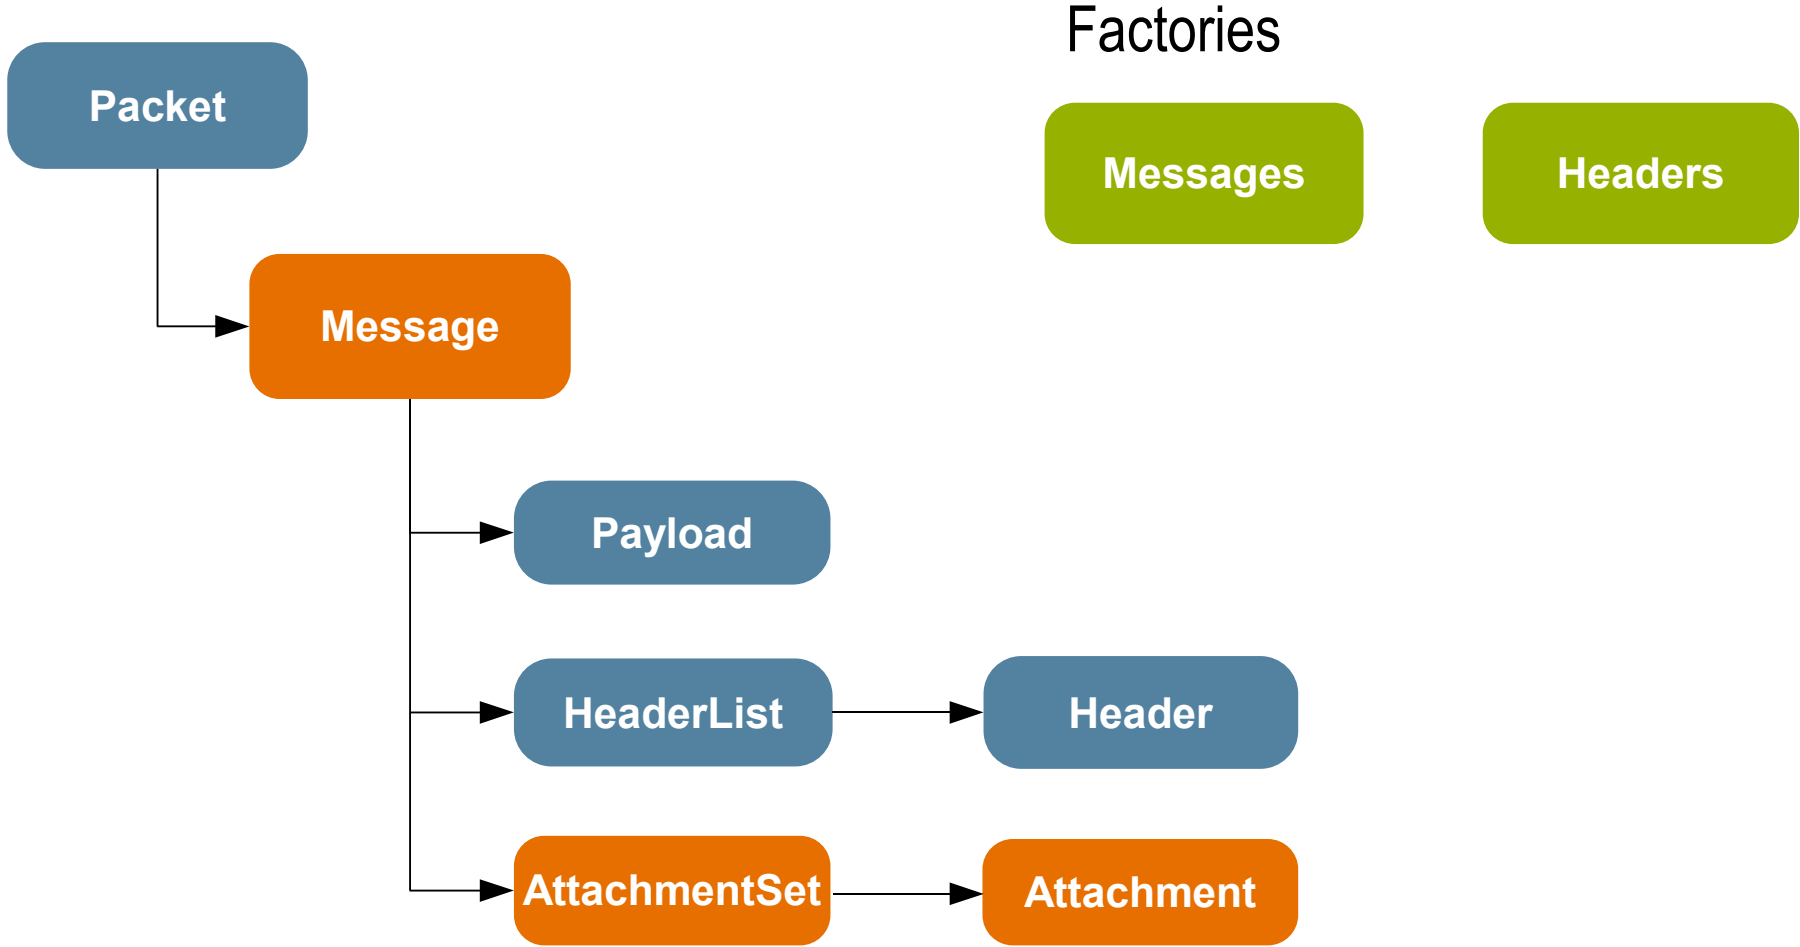 Factories
Packet
Messages
Headers
Message
Payload
HeaderList
Header
AttachmentSet
Attachment